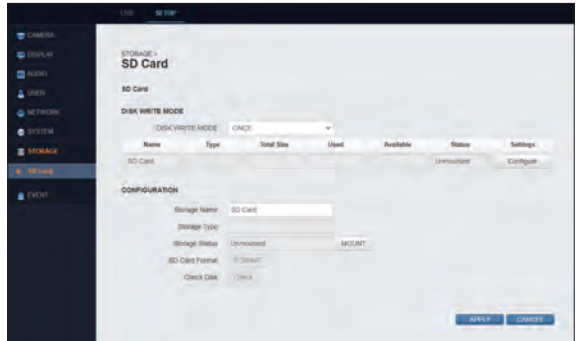 LIVE SETUP
CAMERA
DISPLAY
AUDIO
USER
NETWORK
SYSTEM
STORAGE
SD Card
EVENT
STORAGE >
SD Card
SD Card
DISK WRITE MODE
DISK WRITE MODE ONCE
Name Type Total Size Used Available Status Settings
SD Card Unmounted Configure
CONFIGURATION
Storage Name SD Card
Storage Type
Storage Status Unmounted MOUNT
SD Card Format FORMAT
Check Disk Check
APPLY CANCEL